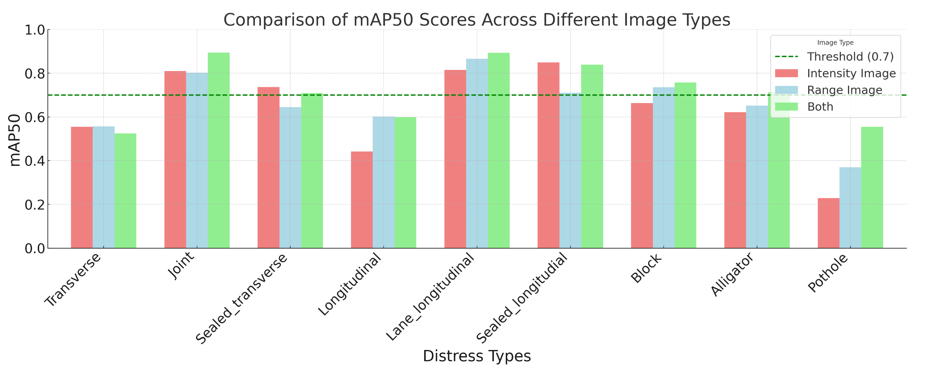 Comparison of mAP50 Scores Across Different Image Types
mAP50
1.0
0.8
0.6
0.4
0.2
0.0
Image Type
Threshold (0.7)
Intensity Image
Range Image
Both
Transverse
Joint
Sealed_transverse
Longitudinal
Lane_longitudinal
Sealed_longitudial
Block
Alligator
Pothole
Distress Types